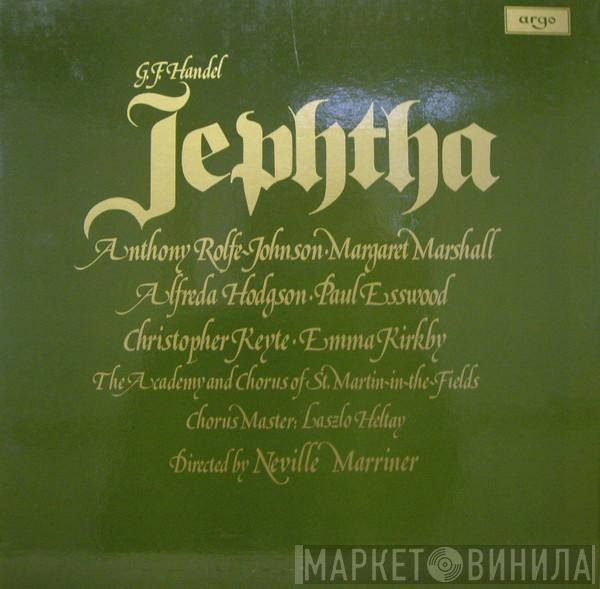 argo
G.F. Handel
Jephtha
Anthony Rolfe-Johnson · Margaret Marshall
Alfreda Hodgson · Paul Esswood
Christopher Keyte · Emma Kirkby
The Academy and Chorus of St. Martin-in-the-Fields
Chorus Master: Laszlo Heltay
Directed by Neville Marriner
МАРКЕТ ВИНИЛА